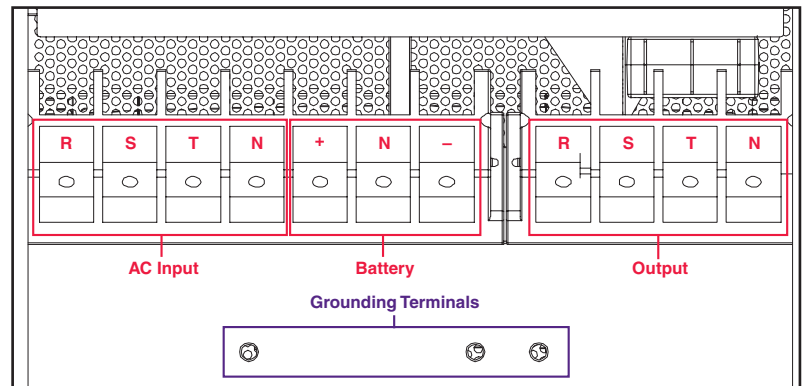 R S T N + N – R S T N
AC Input Battery Output
Grounding Terminals